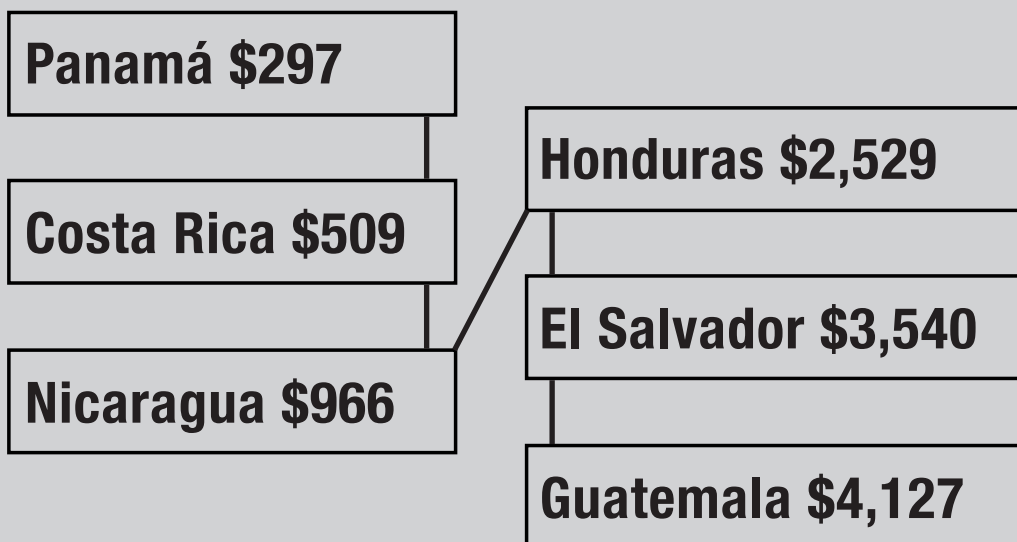 Panamá $297
Costa Rica $509
Nicaragua $966
Honduras $2,529
El Salvador $3,540
Guatemala $4,127